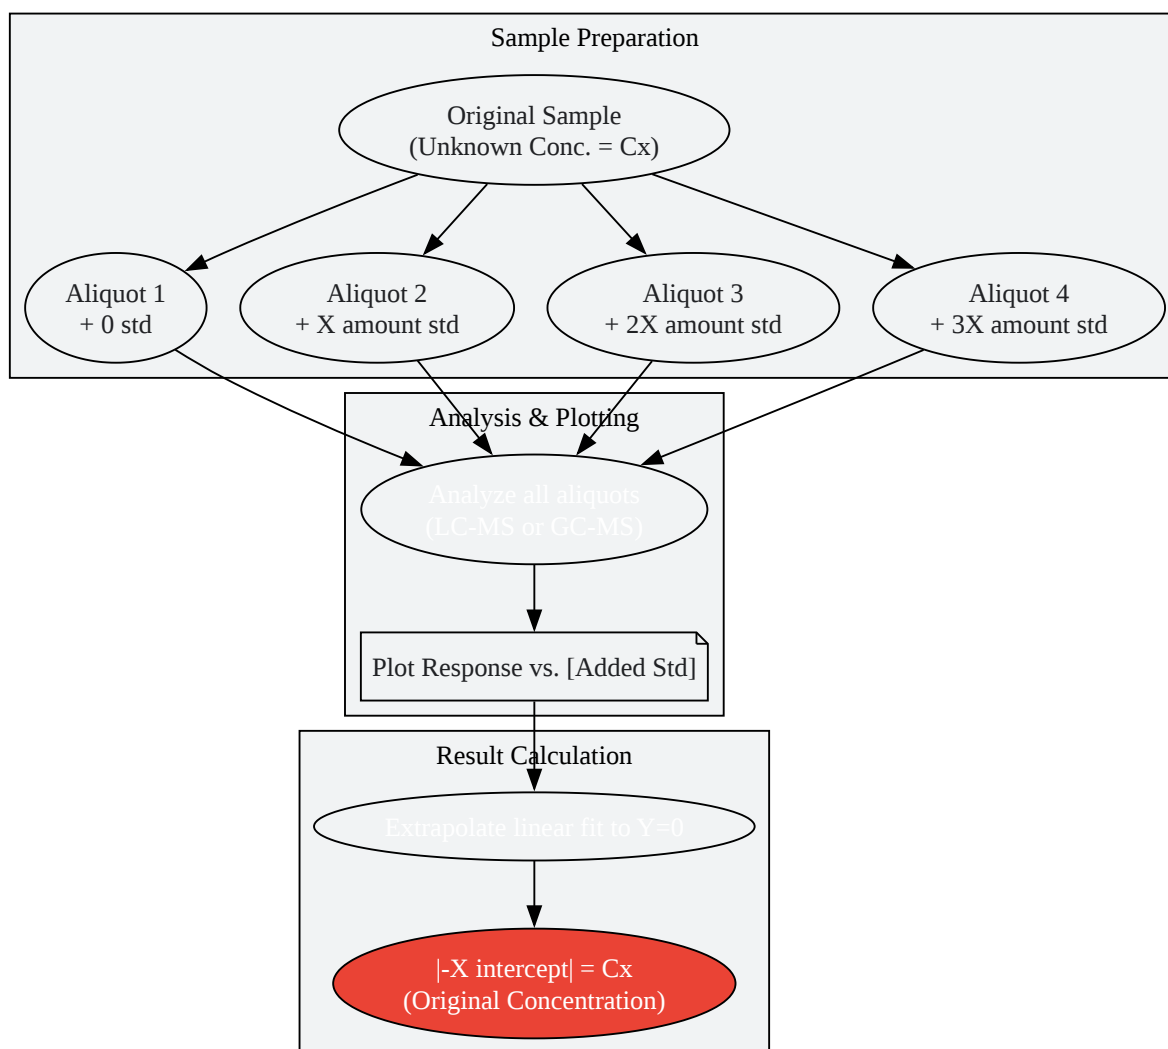 Sample Preparation
Original Sample
(Unknown Conc. = Cx)
Aliquot 1
+ 0 std
Aliquot 2
+ X amount std
Aliquot 3
+ 2X amount std
Aliquot 4
+ 3X amount std
Analysis & Plotting
Analyze all aliquots
(LC-MS or GC-MS)
Plot Response vs. [Added Std]
Result Calculation
Extrapolate linear fit to Y=0
|-X intercept| = Cx
(Original Concentration)